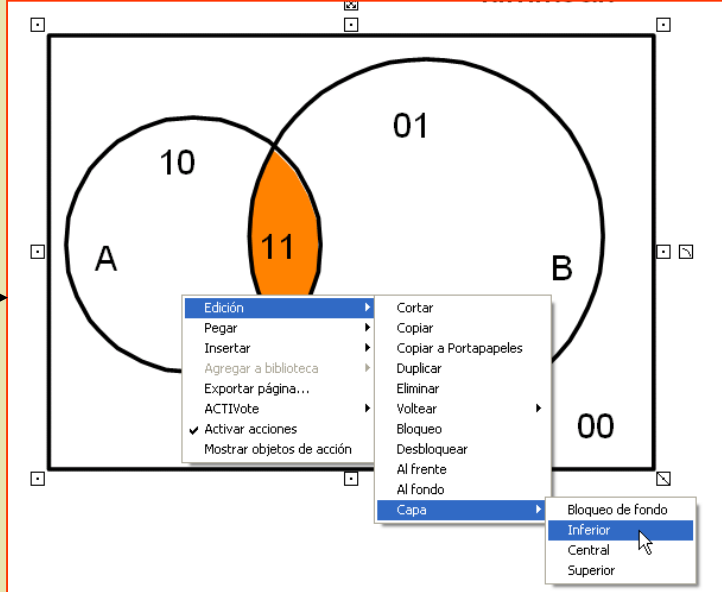 01
10
11
A
B
00
Edición
Pegar
Insertar
Agregar a biblioteca
Exportar página...
ACTIVote
Activar acciones
Mostrar objetos de acción
Cortar
Copiar
Copiar a Portapapeles
Duplicar
Eliminar
Voltear
Bloqueo
Desbloquear
Al frente
Al fondo
Capa
Bloqueo de fondo
Inferior
Central
Superior